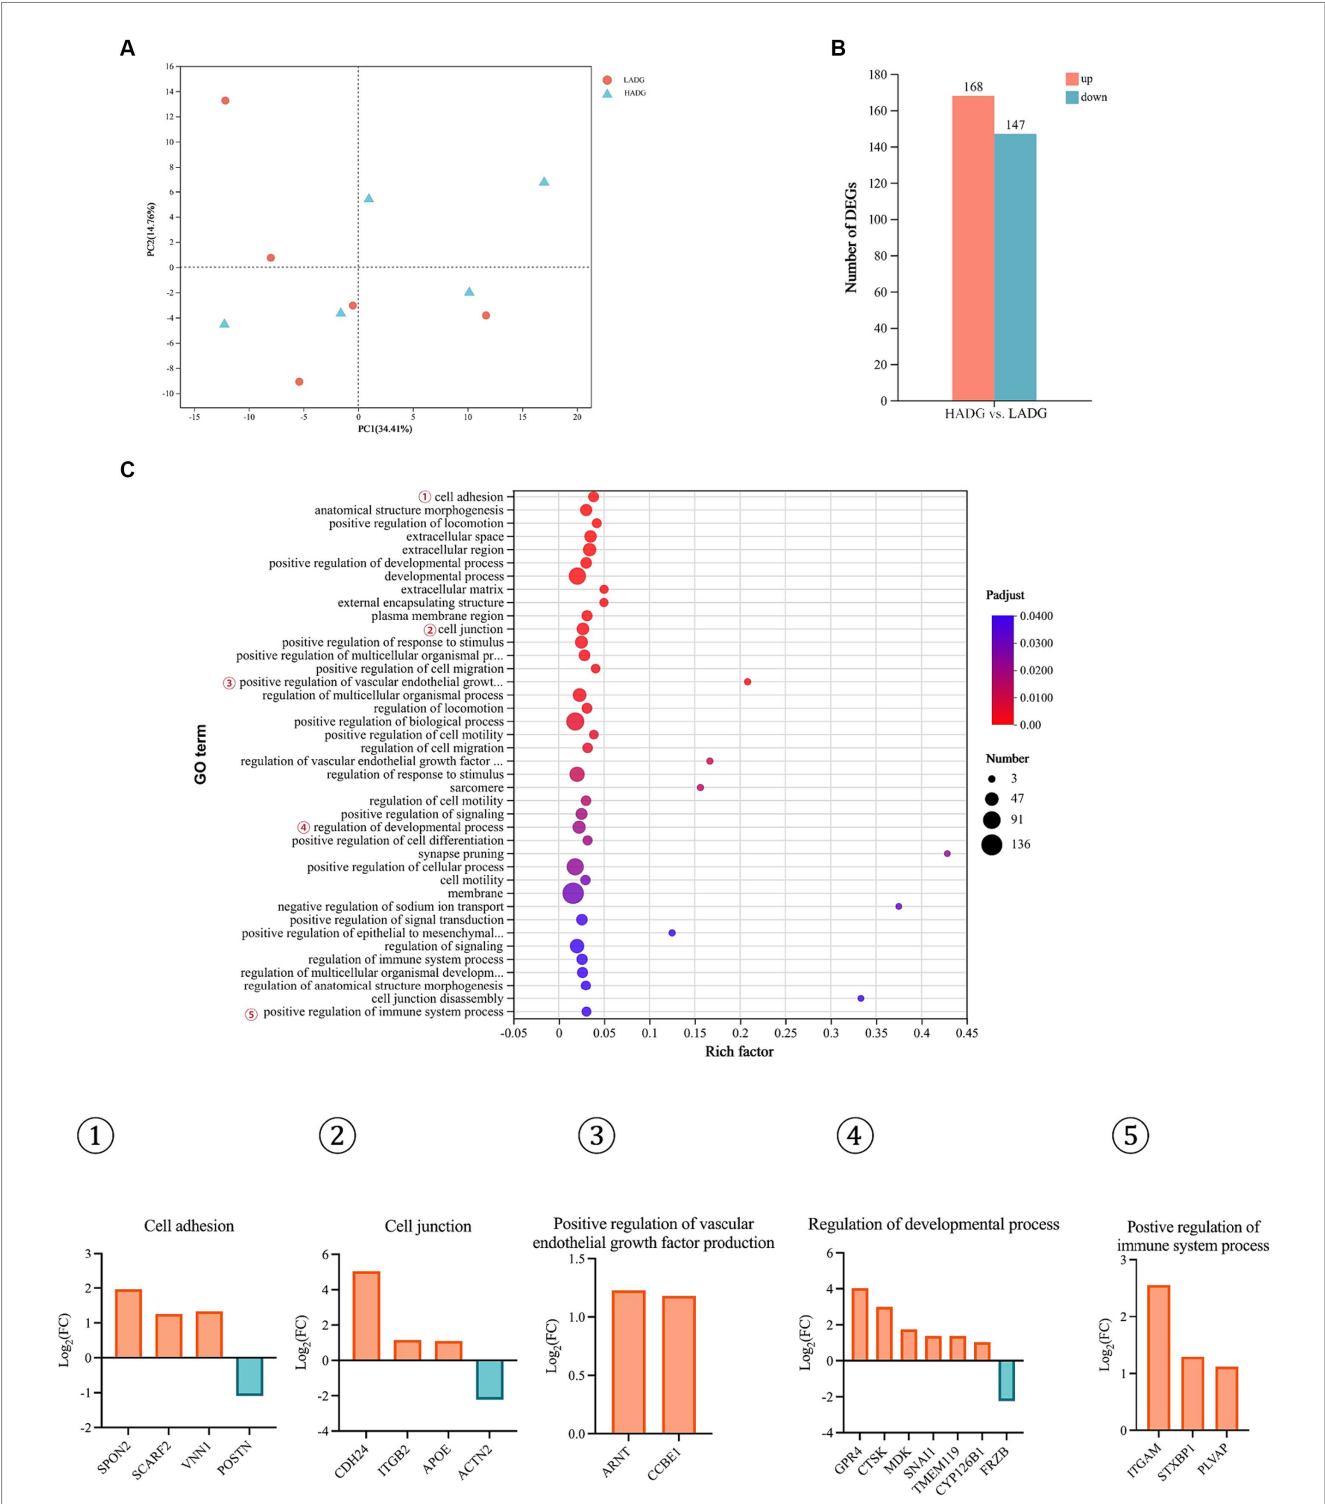 A
16
14
12
10
8
6
4
2
0
-2
-4
-6
-8
-10
PC2(14.76%)
-15 -10 -5 0 5 10 15 20
PC1(34.41%)
LADG
HADG
B
180
160
140
120
100
80
60
40
20
0
Number of DEGs
168
147
HADG vs. LADG
up
down
C
GO term
① cell adhesion
anatomical structure morphogenesis
positive regulation of locomotion
extracellular space
extracellular region
positive regulation of developmental process
developmental process
extracellular matrix
external encapsulating structure
plasma membrane region
② cell junction
positive regulation of response to stimulus
positive regulation of multicellular organismal pr...
positive regulation of cell migration
③ positive regulation of vascular endothelial growt...
regulation of multicellular organismal process
regulation of locomotion
positive regulation of biological process
positive regulation of cell motility
regulation of cell migration
regulation of vascular endothelial growth factor ...
regulation of response to stimulus
sarcomere
regulation of cell motility
positive regulation of signaling
④ regulation of developmental process
positive regulation of cell differentiation
synapse pruning
positive regulation of cellular process
cell motility
membrane
negative regulation of sodium ion transport
positive regulation of signal transduction
positive regulation of epithelial to mesenchymal...
regulation of signaling
regulation of immune system process
regulation of multicellular organismal developm...
regulation of anatomical structure morphogenesis
cell junction disassembly
⑤ positive regulation of immune system process
-0.05 0 0.05 0.1 0.15 0.2 0.25 0.3 0.35 0.4 0.45
Rich factor
Padjust
0.0400
0.0300
0.0200
0.0100
0.00
Number
3
47
91
136
①
Cell adhesion
3
2
1
0
-1
-2
Log2(FC)
SPON2
SCARF2
VNN1
POSTN
②
Cell junction
6
4
2
0
-2
-4
Log2(FC)
CDH24
ITGB2
APOE
ACTN2
③
Positive regulation of vascular
endothelial growth factor production
1.5
1.0
0.5
0.0
Log2(FC)
ARNT
CCBE1
④
Regulation of developmental process
6
4
2
0
-2
-4
Log2(FC)
GPR4
CTSK
MDK
SNAI1
TMEM119
CYP126B1
FRZB
⑤
Postive regulation of
immune system process
3
2
1
0
Log2(FC)
ITGAM
STXBP1
PLVAP